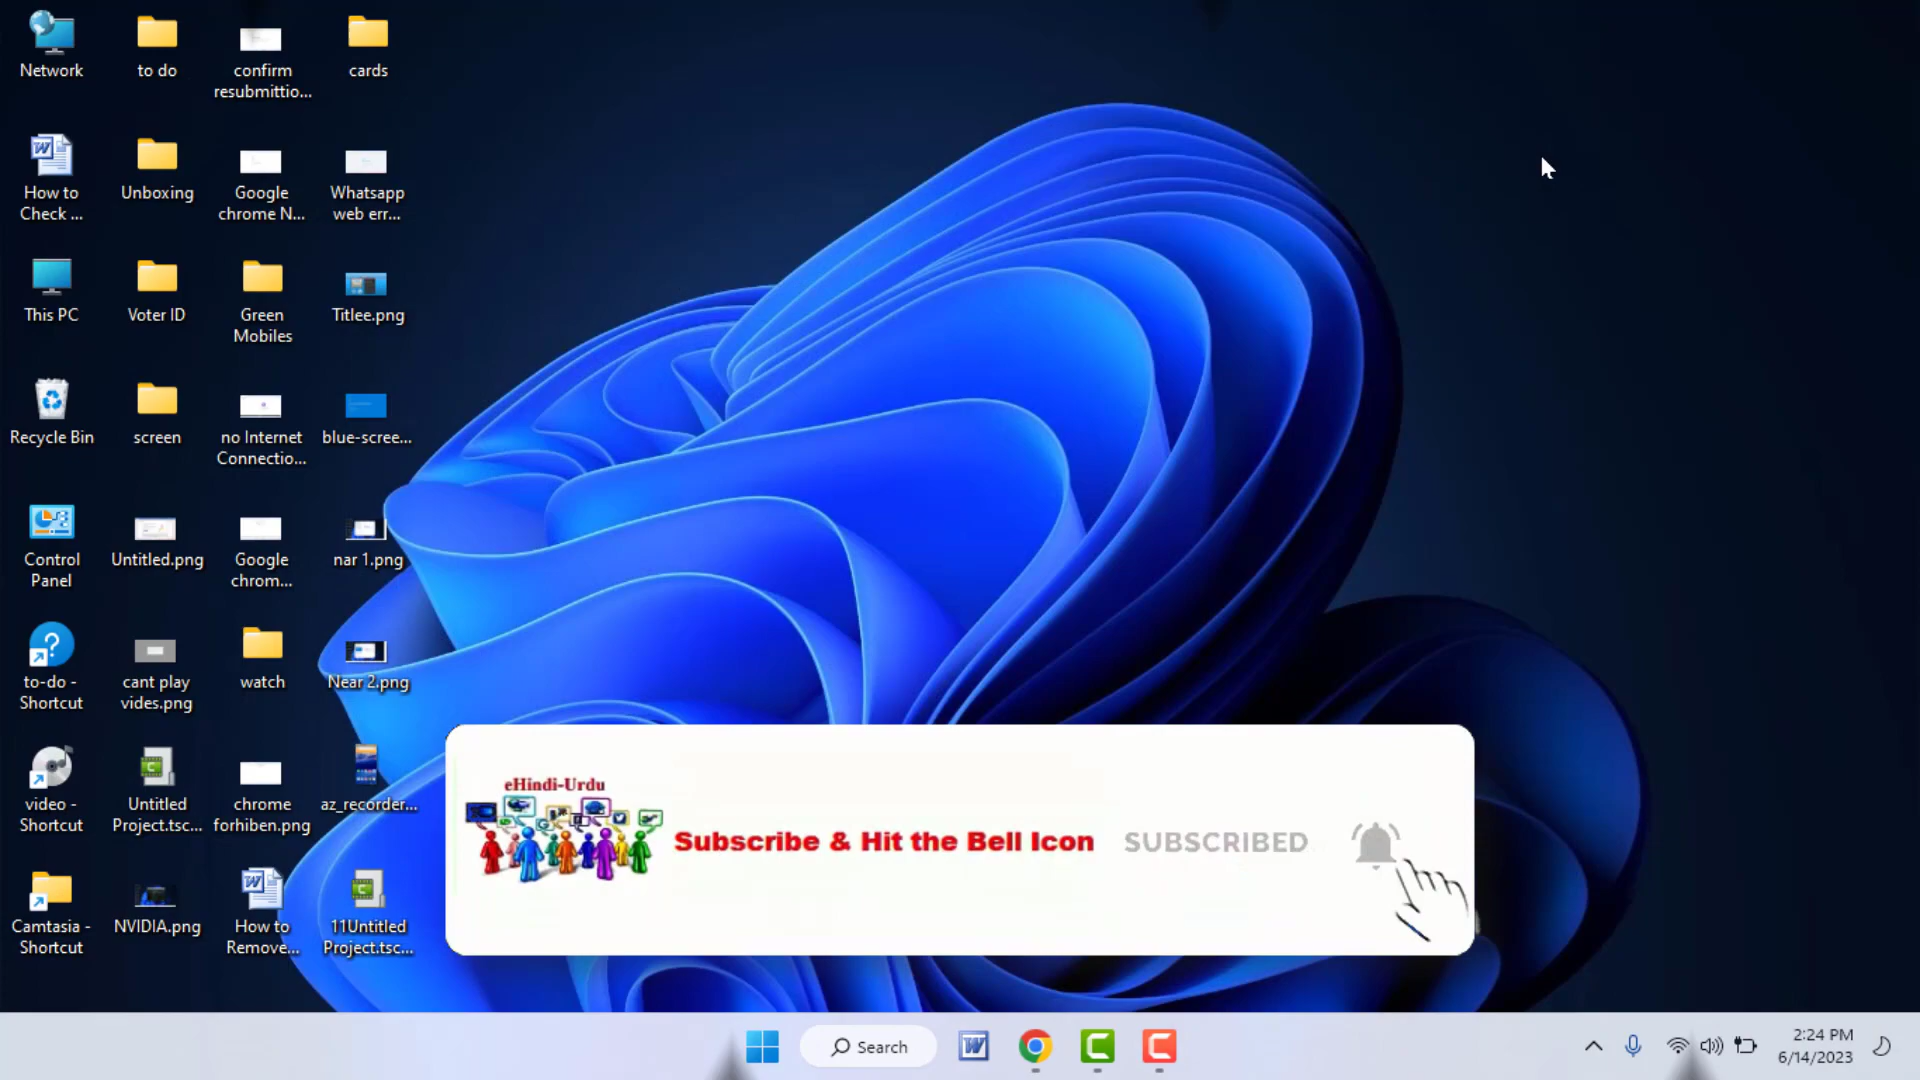 Network
to do
confirm
resubmittio...
cards
How to
Check ...
Unboxing
Google
chrome N...
Whatsapp
web err...
This PC
Voter ID
Green
Mobiles
Titlee.png
Recycle Bin
screen
no Internet
Connectio...
blue-scree...
Control
Panel
Untitled.png
Google
chrom...
nar 1.png
to-do -
Shortcut
cant play
vides.png
watch
Near 2.png
video -
Shortcut
Untitled
Project.tsc...
chrome
forhiben.png
az_recorder...
Camtasia -
Shortcut
NVIDIA.png
How to
Remove...
11Untitled
Project.tsc...
eHindi-Urdu
Subscribe & Hit the Bell Icon
SUBSCRIBED
Search
2:24 PM
6/14/2023